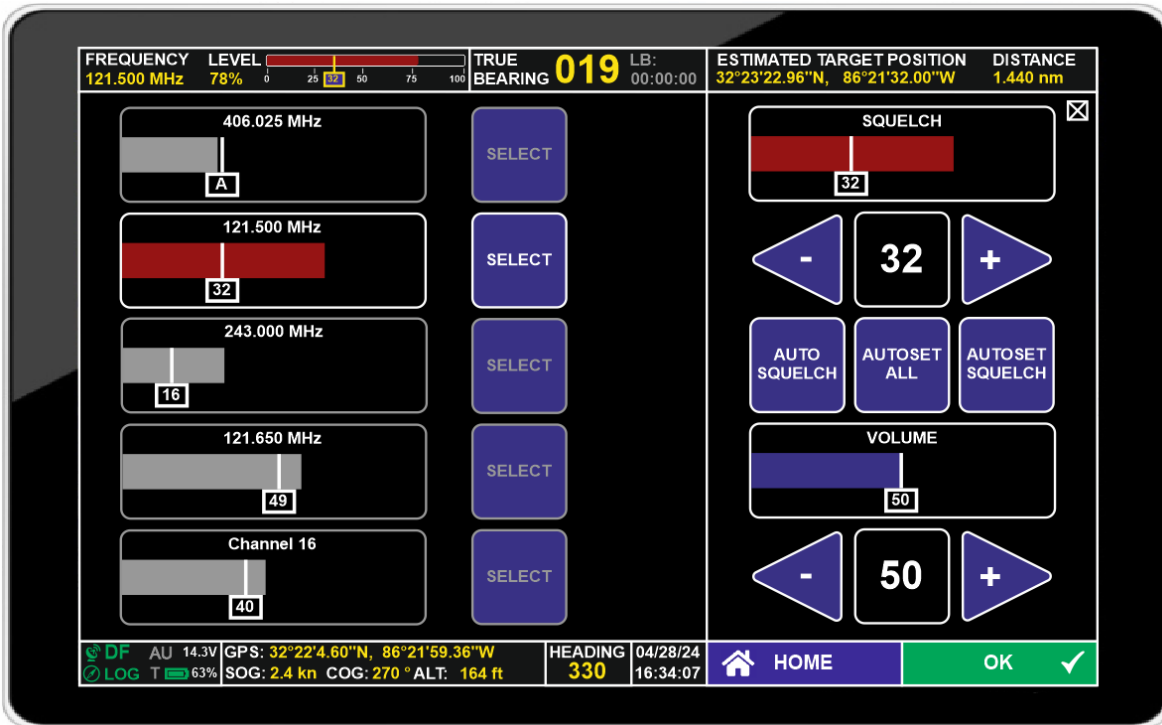 FREQUENCY LEVEL
121.500 MHz 78% 0 25 32 50 75 100
TRUE BEARING 019 LB: 00:00:00
ESTIMATED TARGET POSITION DISTANCE
32°23'22.96"N, 86°21'32.00"W 1.440 nm
406.025 MHz
A
SELECT
121.500 MHz
32
SELECT
243.000 MHz
16
SELECT
121.650 MHz
49
SELECT
Channel 16
40
SELECT
SQUELCH
32
- 32 +
AUTO SQUELCH
AUTOSET ALL
AUTOSET SQUELCH
VOLUME
50
- 50 +
DF AU 14.3V
LOG T 63%
GPS: 32°22'4.60"N, 86°21'59.36"W
SOG: 2.4 kn COG: 270 ° ALT: 164 ft
HEADING
330
04/28/24
16:34:07
HOME
OK